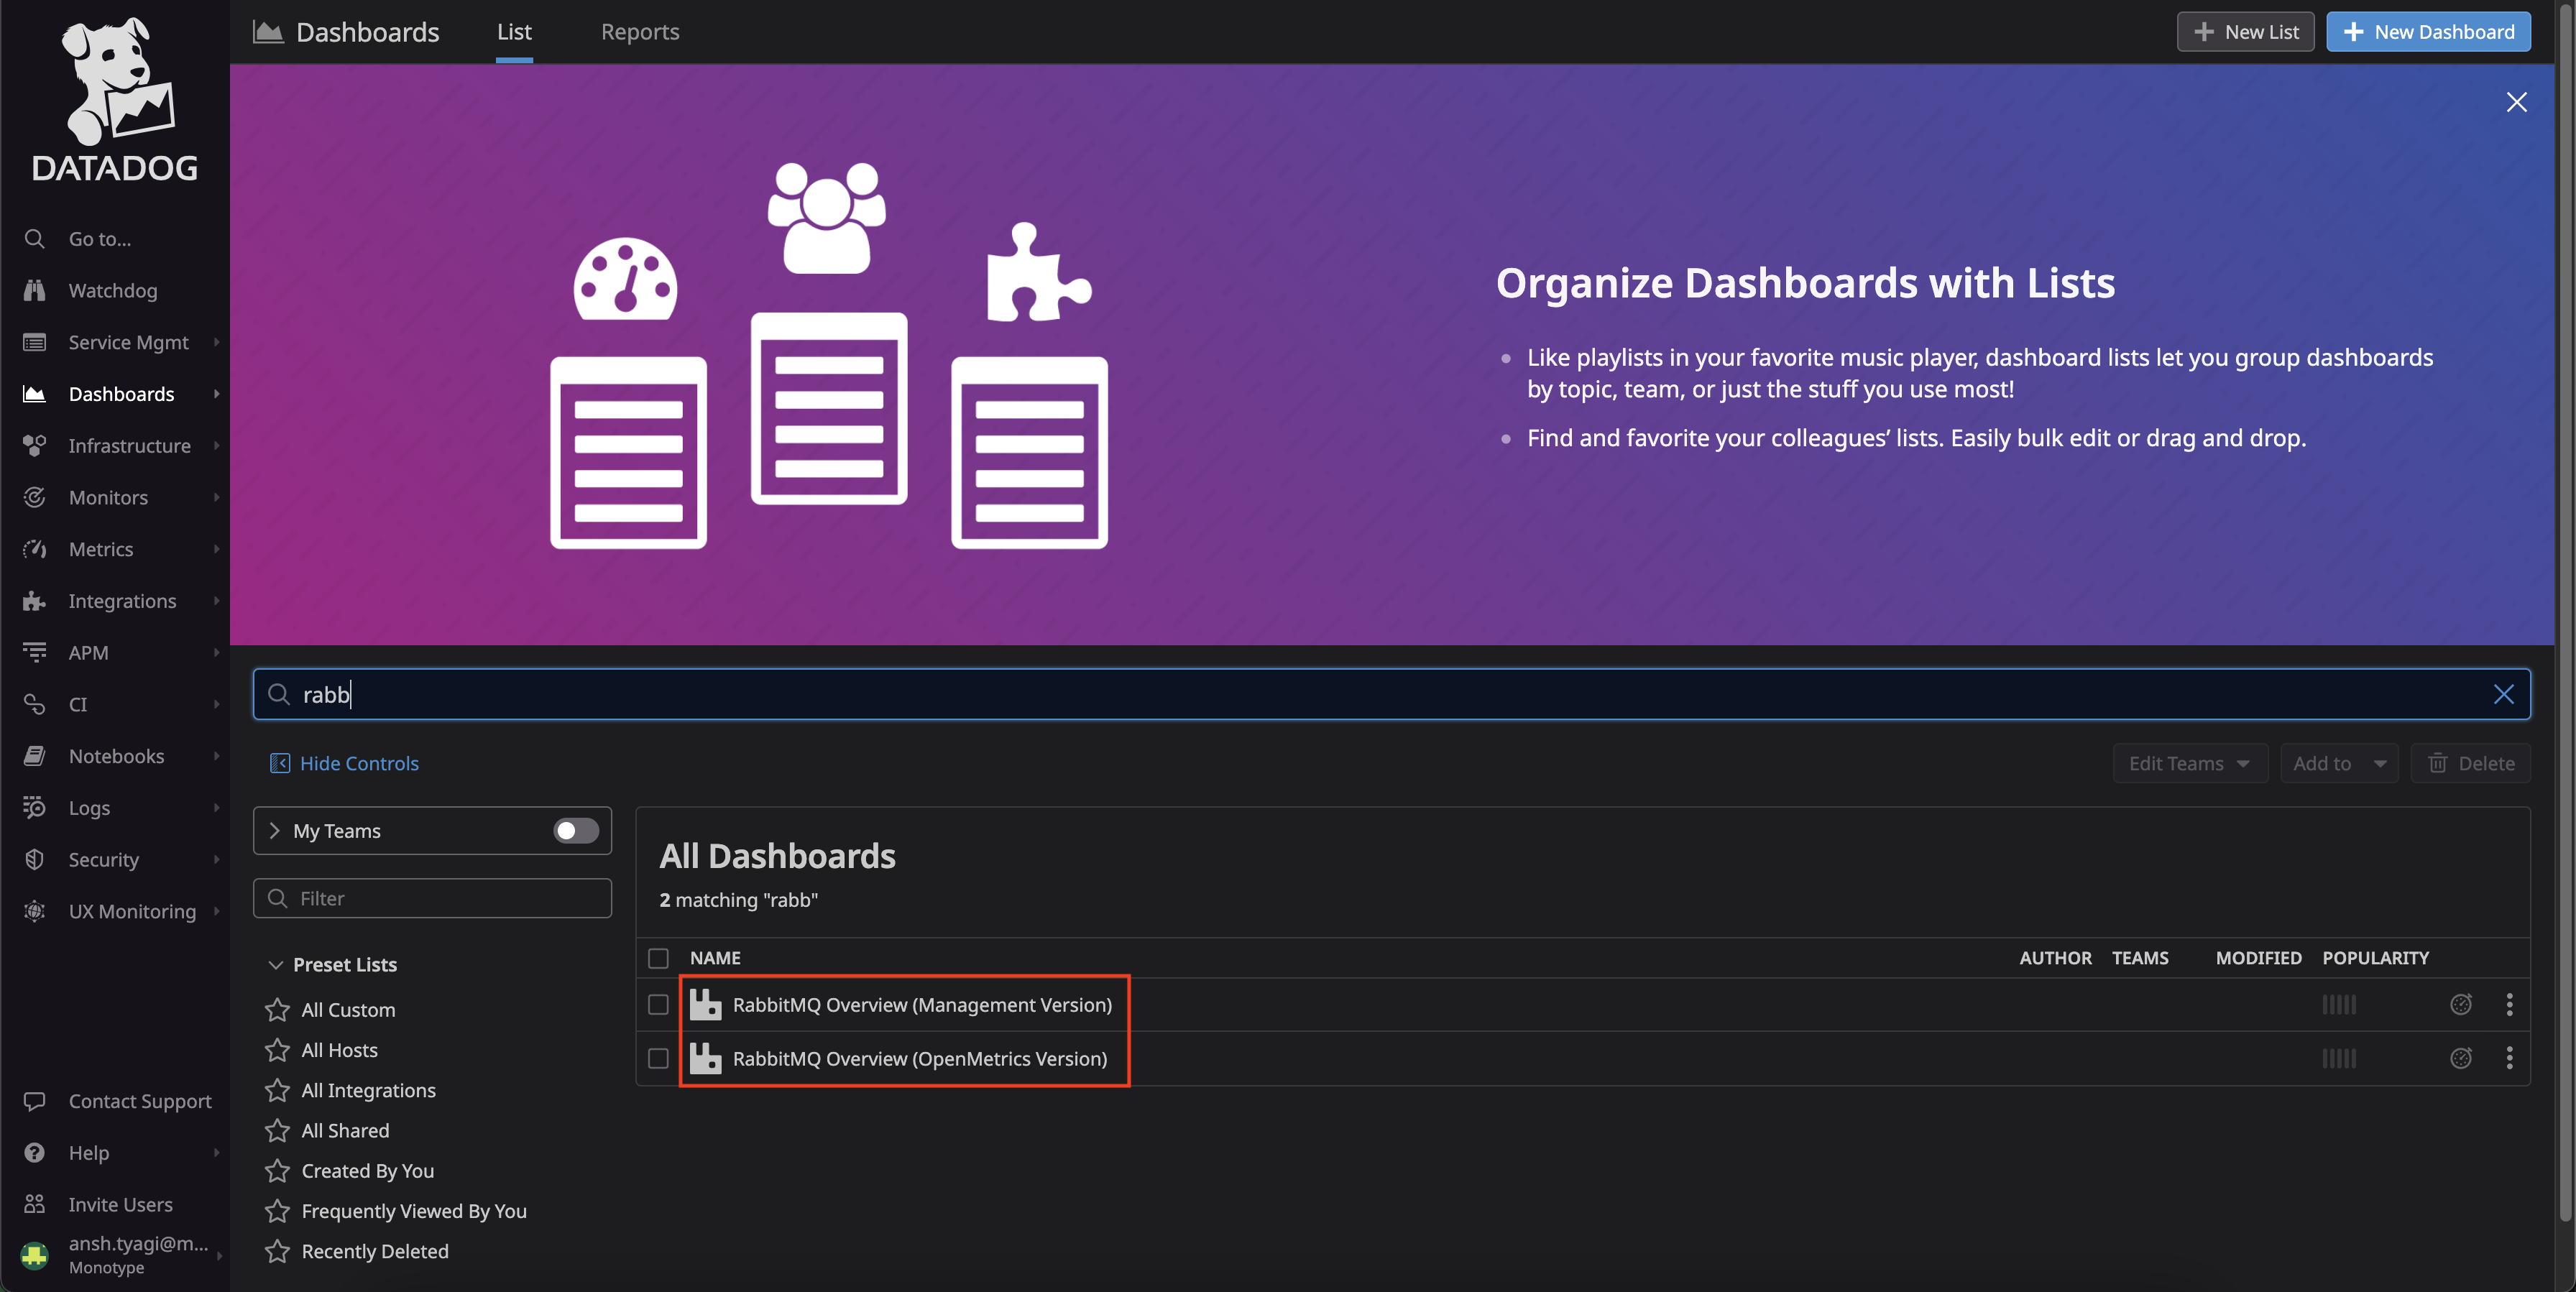 DATADOG
Go to...
Watchdog
Service Mgmt
Dashboards
Infrastructure
Monitors
Metrics
Integrations
APM
CI
Notebooks
Logs
Security
UX Monitoring
Contact Support
Help
Invite Users
ansh.tyagi@m...
Monotype
Dashboards
List
Reports
New List
New Dashboard
Organize Dashboards with Lists
Like playlists in your favorite music player, dashboard lists let you group dashboards
by topic, team, or just the stuff you use most!
Find and favorite your colleagues’ lists. Easily bulk edit or drag and drop.
rabb
Hide Controls
Edit Teams
Add to
Delete
My Teams
Filter
Preset Lists
All Custom
All Hosts
All Integrations
All Shared
Created By You
Frequently Viewed By You
Recently Deleted
All Dashboards
2 matching "rabb"
NAME AUTHOR TEAMS MODIFIED POPULARITY
RabbitMQ Overview (Management Version)
RabbitMQ Overview (OpenMetrics Version)